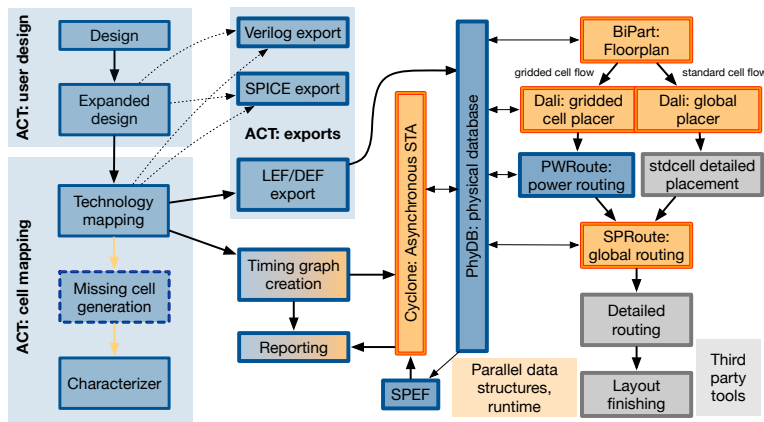 ACT: user design
Design
Expanded
design
Verilog export
SPICE export
ACT: exports
LEF/DEF
export
ACT: cell mapping
Technology
mapping
Missing cell
generation
Characterizer
Timing graph
creation
Reporting
Cyclone: Asynchronous STA
SPEF
PhyDB: physical database
BiPart:
Floorplan
gridded cell flow
standard cell flow
Dali: gridded
cell placer
Dali: global
placer
PWRoute:
power routing
stdcell detailed
placement
SPRoute:
global routing
Detailed
routing
Layout
finishing
Parallel data
structures,
runtime
Third
party
tools